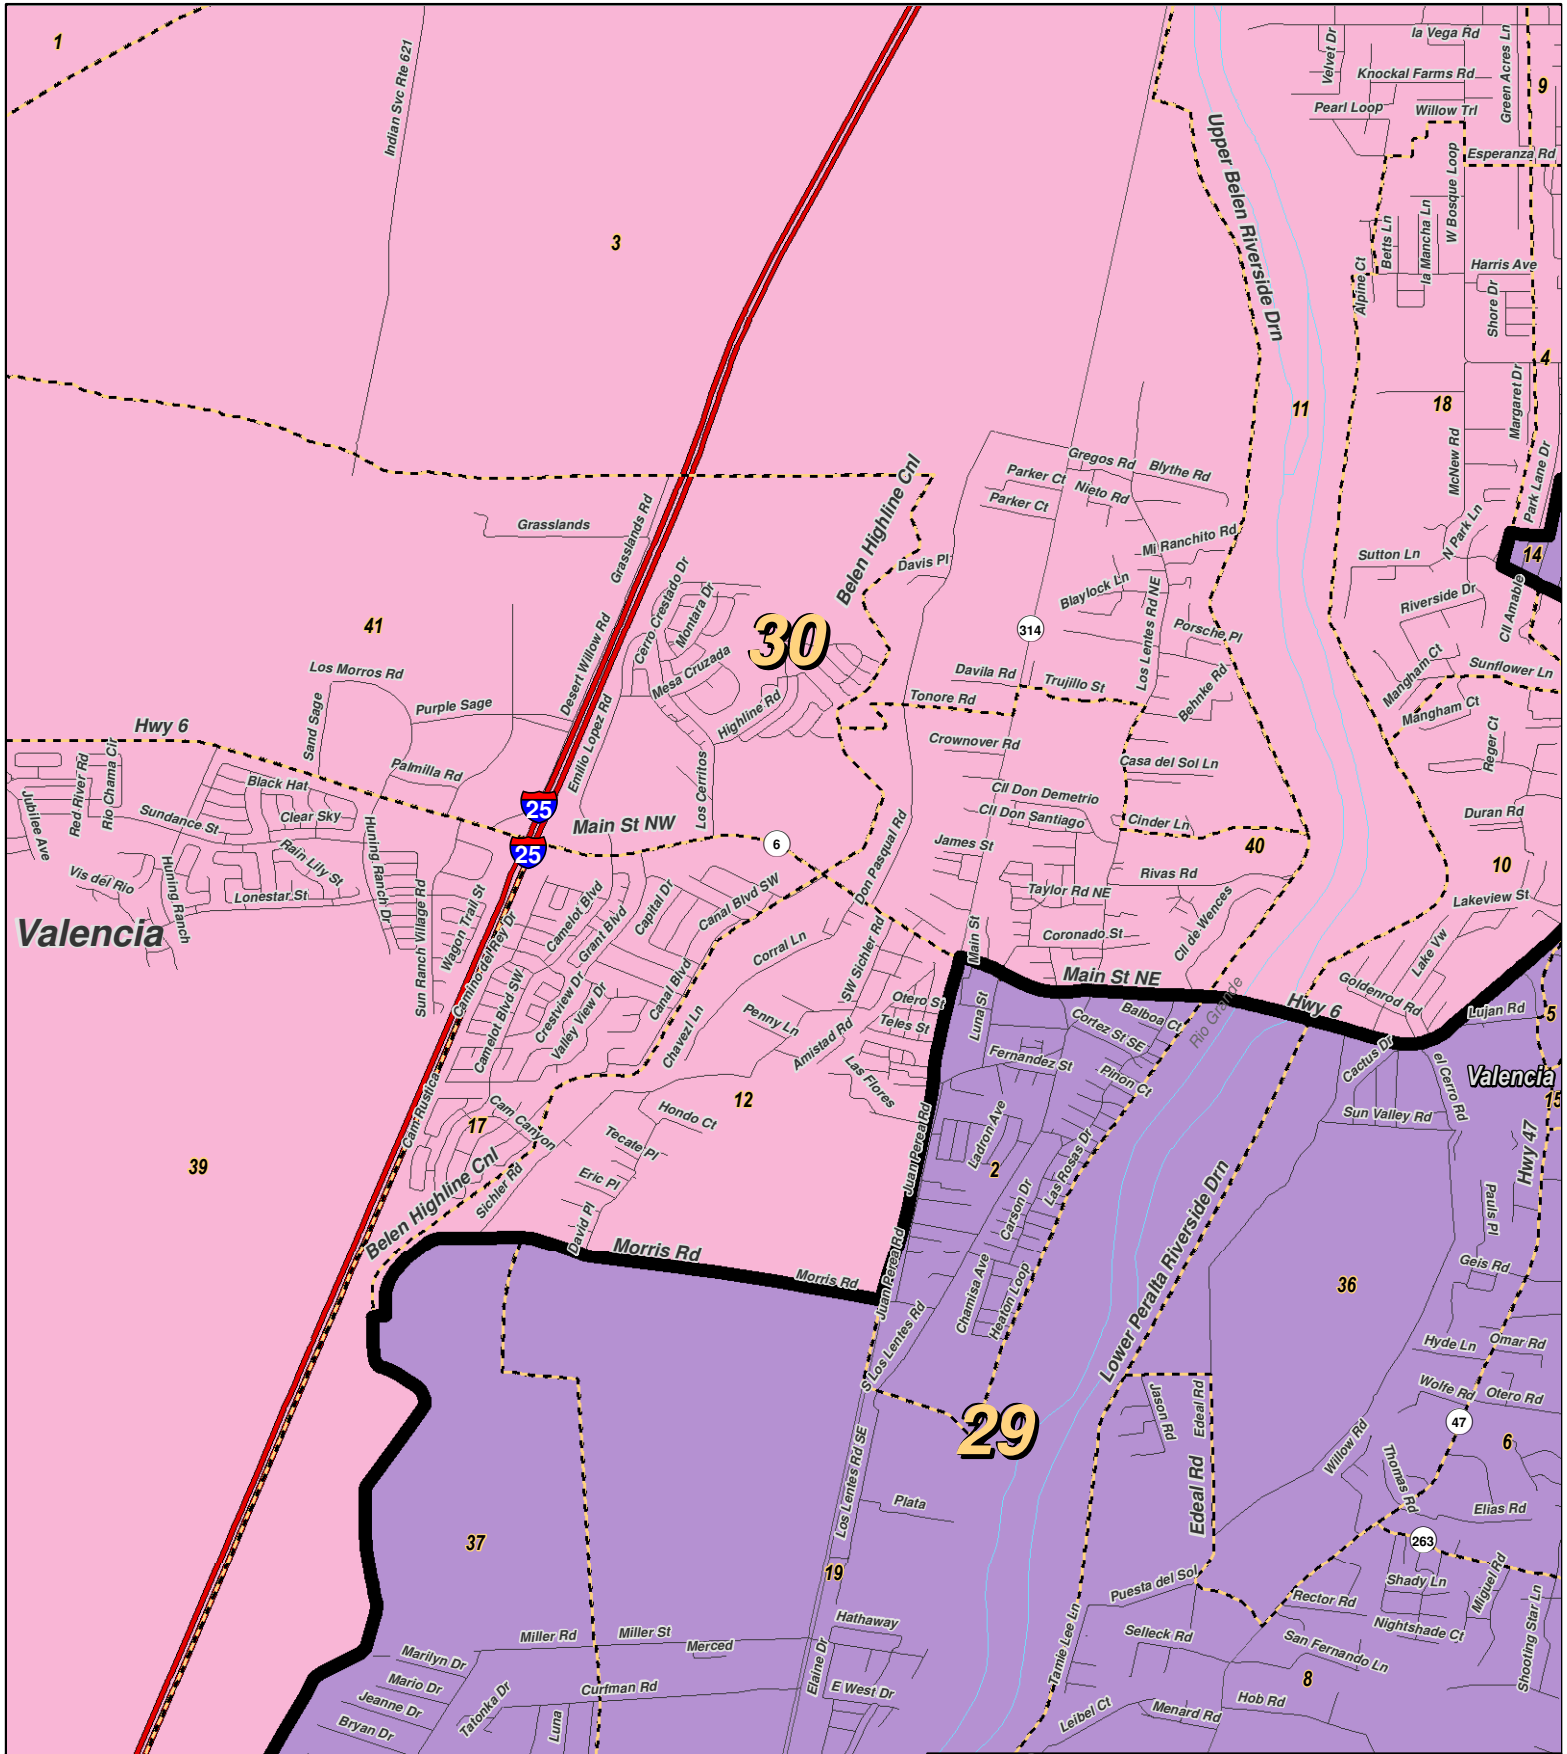 1
Indian Svc Rte 621
3
Velvet Dr
la Vega Rd
Green Acres Ln
Knockal Farms Rd
9
Pearl Loop
Willow Trl
Upper Belen Riverside Drn
W Bosque Loop
Esperanza Rd
Betts Ln
la Mancha Ln
Alpine Ct
Harris Ave
Shore Dr
4
Margaret Dr
11
18
McNew Rd
Park Lane Dr
Belen Highline Cnl
Gregos Rd
Blythe Rd
Parker Ct
Nieto Rd
Parker Ct
Grasslands
Grasslands Rd
Mi Ranchito Rd
N Park Ln
Sutton Ln
14
Davis Pl
Cerro Crestado Dr
Montara Dr
Blaylock Ln
Los Lentes Rd NE
Riverside Dr
Cll Amable
41
30
314
Porsche Pl
Desert Willow Rd
Los Morros Rd
Mesa Cruzada
Davila Rd
Trujillo St
Behnke Rd
Mangham Ct
Sunflower Ln
Sand Sage
Purple Sage
Emilio Lopez Rd
Highline Rd
Tonore Rd
Mangham Ct
Hwy 6
Reger Ct
Crownover Rd
Red River Rd
Rio Chama Cir
Palmilla Rd
Los Cerritos
Casa del Sol Ln
Jubilee Ave
Black Hat
Cll Don Demetrio
Sundance St
Clear Sky
25
Main St NW
Cll Don Santiago
Cinder Ln
Duran Rd
Huning Ranch Dr
25
6
Don Pasqual Rd
James St
40
Rain Lily St
10
Vis del Rio
Huning Ranch
Lonestar St
Sun Ranch Village Rd
Wagon Trail St
Camelot Blvd
Grant Blvd
Capital Dr
Canal Blvd SW
Taylor Rd NE
Rivas Rd
Lakeview St
Valencia
Camino del Rey Dr
Corral Ln
SW Sichler Rd
Main St
Coronado St
Cll de Wences
Lake Vw
Camelot Blvd SW
Crestview Dr
Valley View Dr
Canal Blvd
Main St NE
Goldenrod Rd
Chavezl Ln
Penny Ln
Amistad Rd
Otero St
Teles St
Luna St
Balboa Ct
Cortez St SE
Rio Grande
Hwy 6
Lujan Rd
5
Las Flores
Fernandez St
Pinon Ct
Cactus Dr
el Cerro Rd
Valencia
Cam Rustica
17
Cam Canyon
12
Hondo Ct
Juan Perea Rd
Ladron Ave
Sun Valley Rd
15
Tecate Pl
39
Belen Highline Cnl
Sichler Rd
Eric Pl
2
Las Rosas Dr
Carson Dr
Hwy 47
Pauls Pl
David Pl
Morris Rd
Morris Rd
Juan Perea Rd
Chamisa Ave
Heaton Loop
Lower Peralta Riverside Drn
36
Geis Rd
S Los Lentes Rd
Hyde Ln
Omar Rd
Wolfe Rd
Otero Rd
Jason Rd
Edeal Rd
47
29
Los Lentes Rd SE
Willow Rd
6
Thomas Rd
Edeal Rd
Plata
Elias Rd
37
263
19
Puesta del Sol
Shady Ln
Miguel Rd
Rector Rd
Hathaway
Tamie Lee Ln
Nightshade Ct
Shooting Star Ln
Miller Rd
Miller St
Merced
Selleck Rd
San Fernando Ln
Marilyn Dr
Mario Dr
Elaine Dr
8
Jeanne Dr
Tatonka Dr
Curfman Rd
E West Dr
Bryan Dr
Luna
Leibel Ct
Menard Rd
Hob Rd